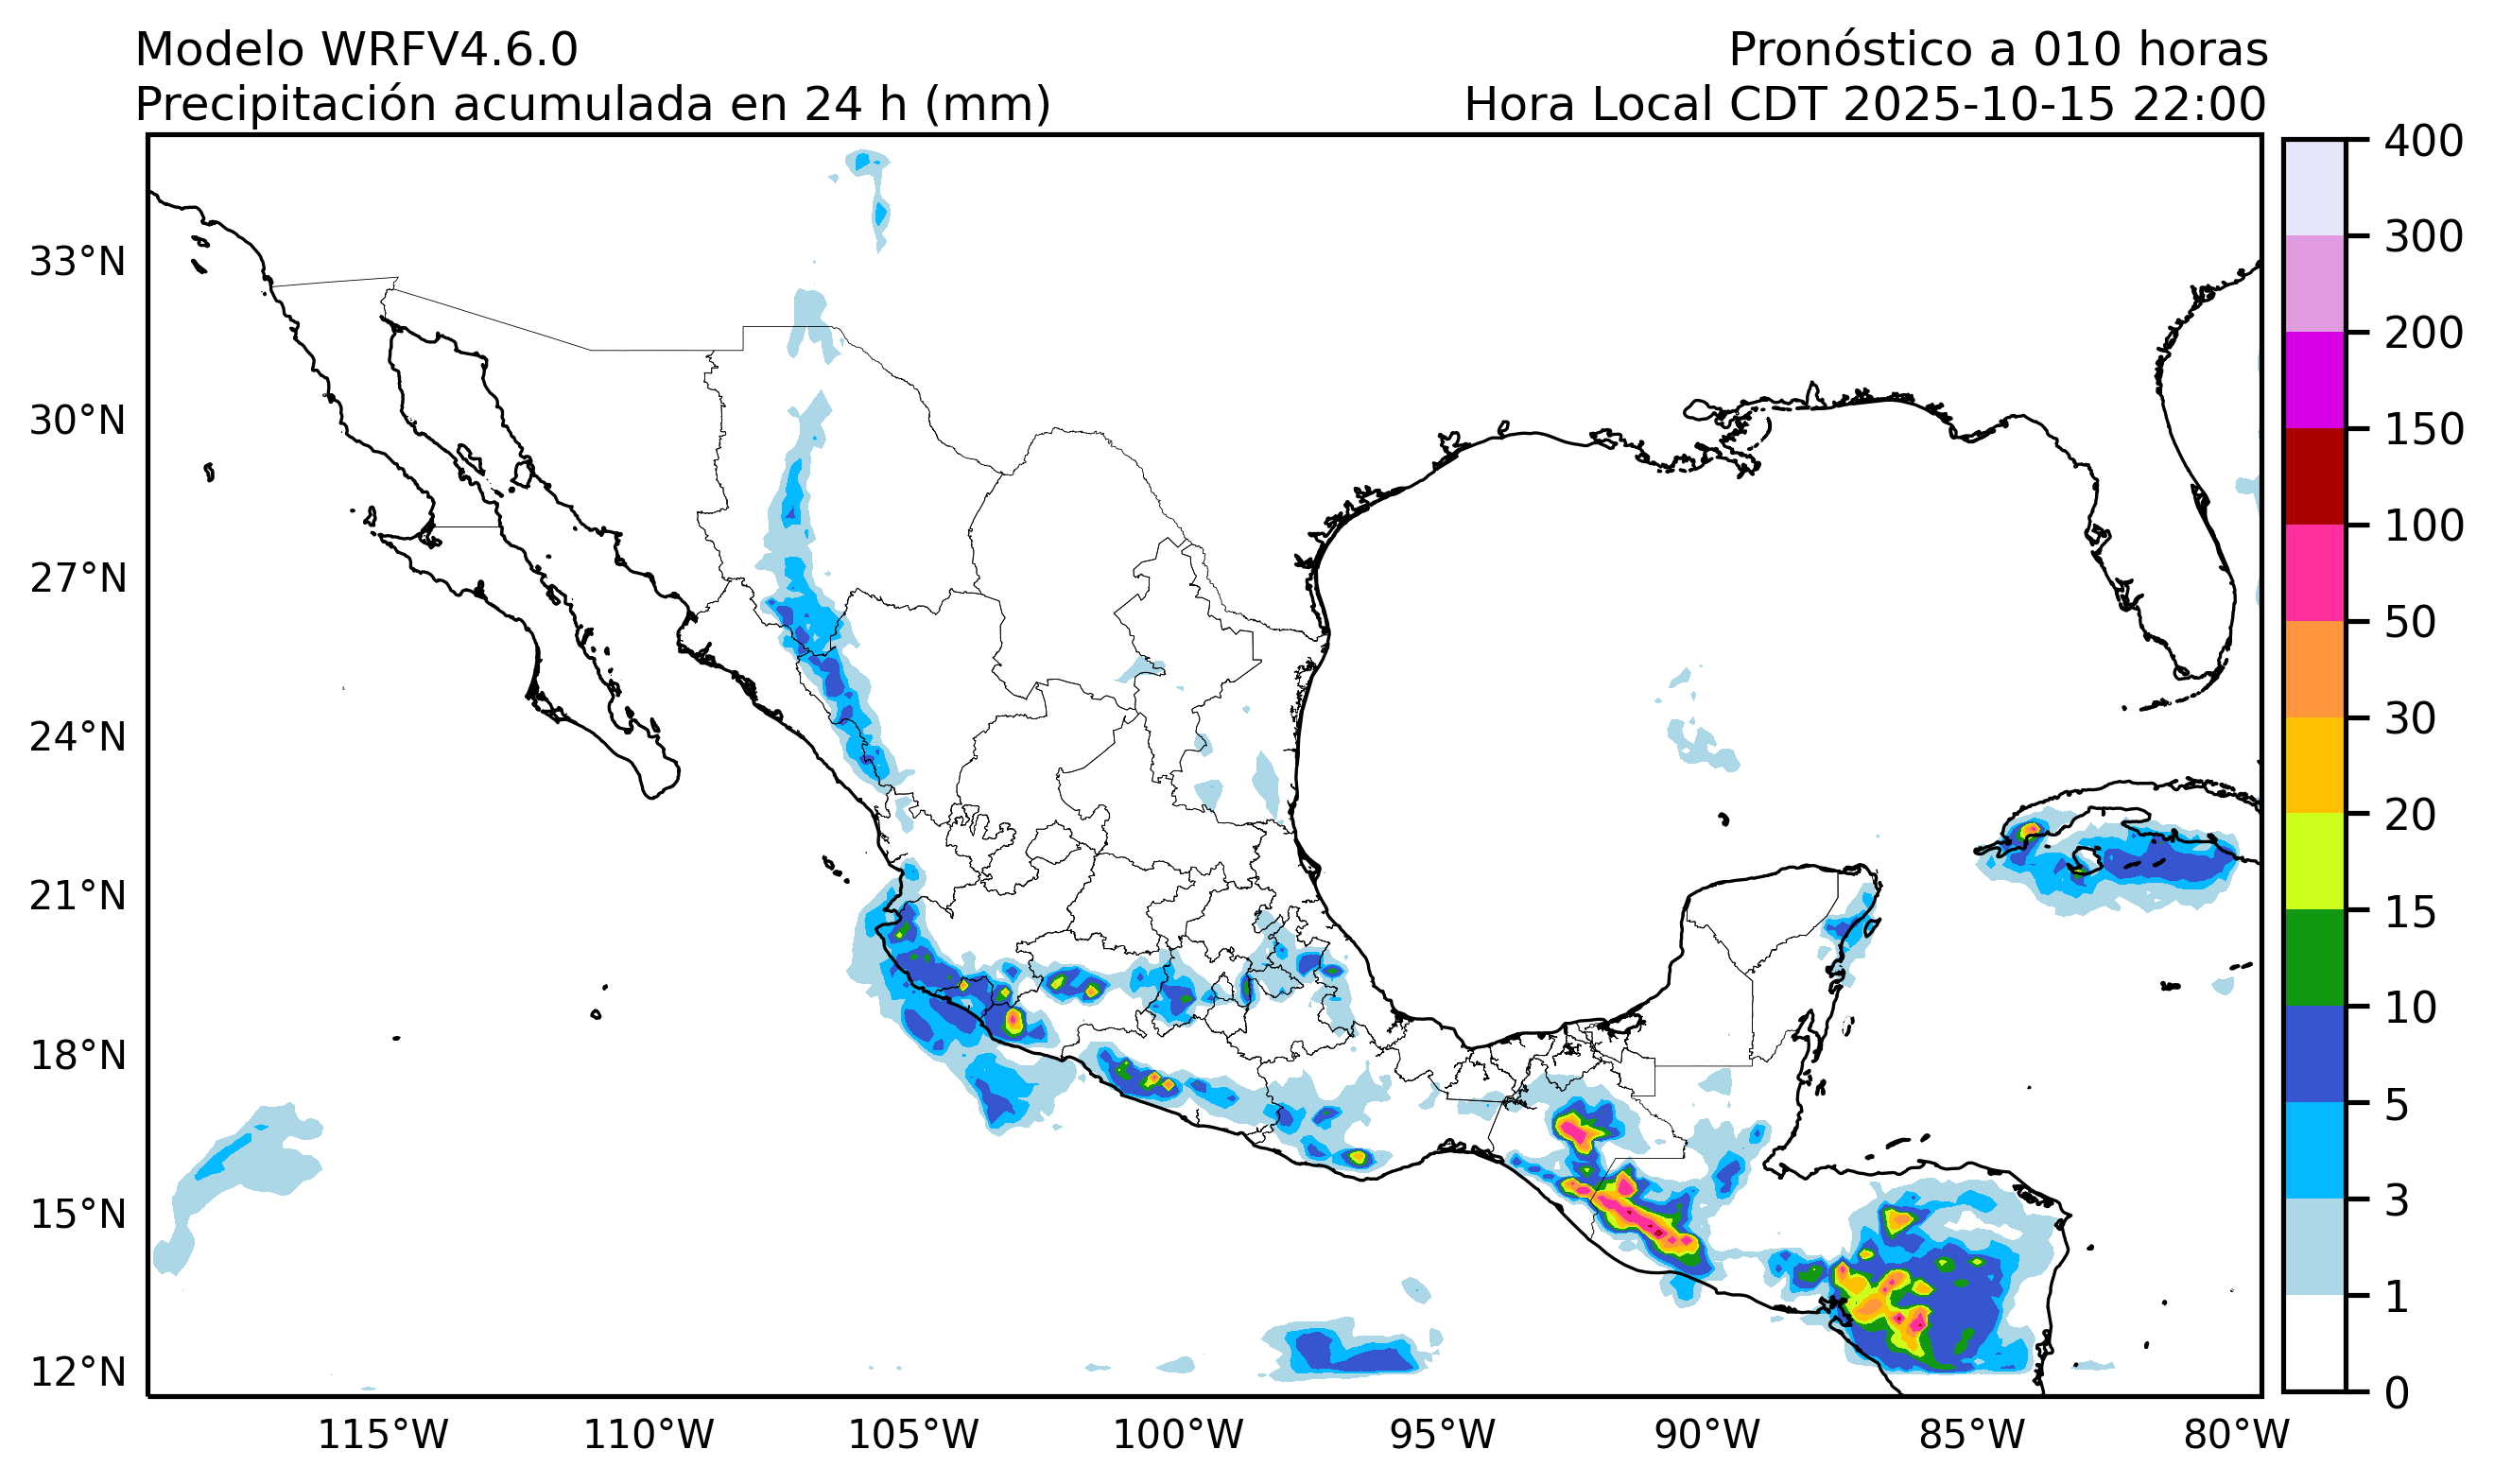 Modelo WRFV4.6.0
Pronóstico a 010 horas
Precipitación acumulada en 24 h (mm)
Hora Local CDT 2025-10-15 22:00
33°N
30°N
27°N
24°N
21°N
18°N
15°N
12°N
115°W
110°W
105°W
100°W
95°W
90°W
85°W
80°W
400
300
200
150
100
50
30
20
15
10
5
3
1
0